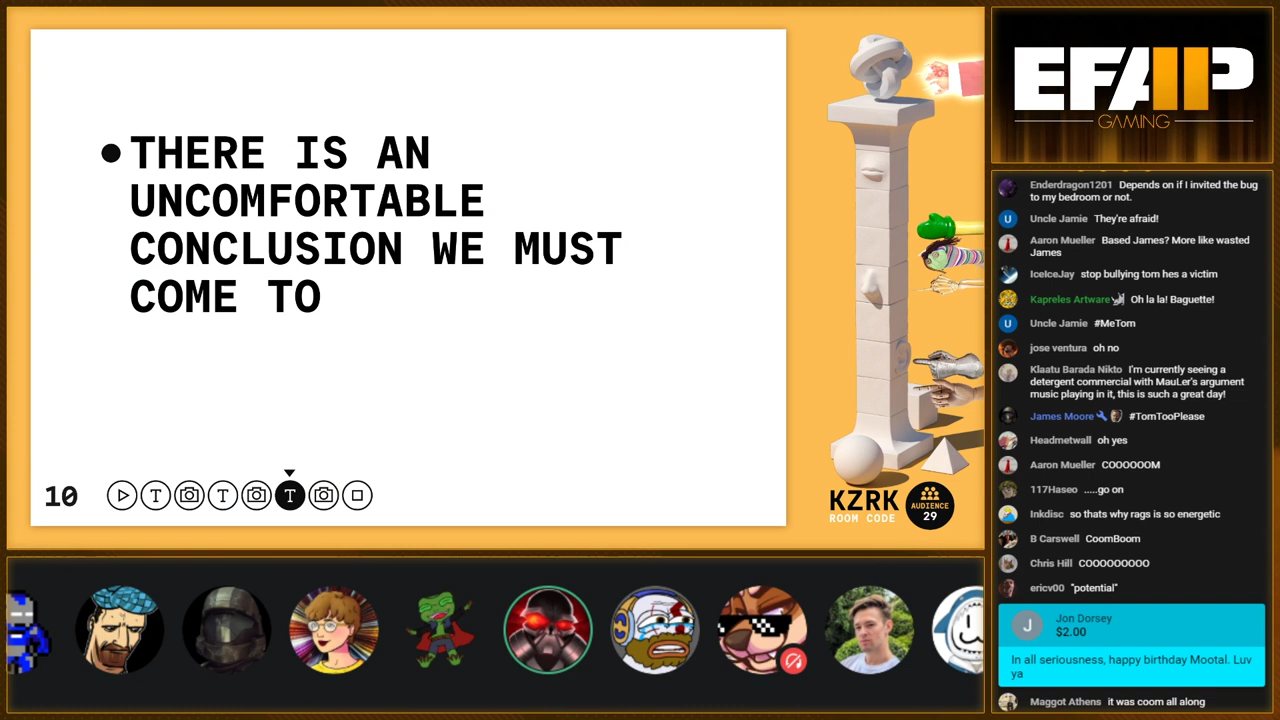 ● THERE IS AN
UNCOMFORTABLE
CONCLUSION WE MUST
COME TO
10
T
T
T
KZRK
ROOM CODE
AUDIENCE
29
EFAP
GAMING
Enderdragon1201 Depends on if I invited the bug
to my bedroom or not.
U Uncle Jamie They're afraid!
Aaron Mueller Based James? More like wasted
James
IceIceJay stop bullying tom hes a victim
Kapreles Artware Oh la la! Baguette!
U Uncle Jamie #MeTom
jose ventura oh no
Klaatu Barada Nikto I'm currently seeing a
detergent commercial with MauLer's argument
music playing in it, this is such a great day!
James Moore #TomTooPlease
Headmetwall oh yes
Aaron Mueller COOOOOOM
117Haseo .....go on
Inkdisc so thats why rags is so energetic
B Carswell CoomBoom
Chris Hill COOOOOOOOO
ericv00 "potential"
J Jon Dorsey
$2.00
In all seriousness, happy birthday Mootal. Luv
ya
Maggot Athens it was coom all along